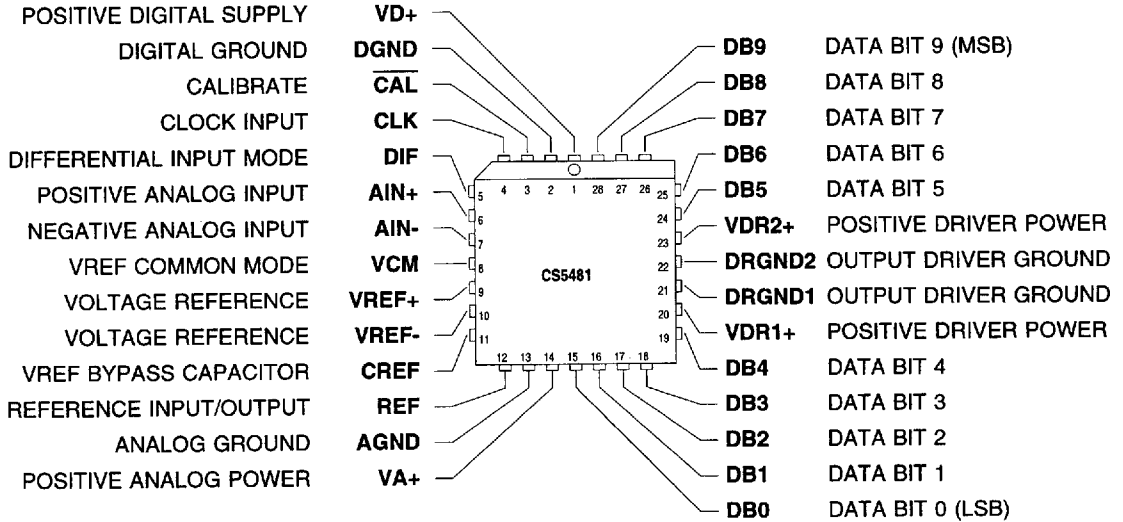 POSITIVE DIGITAL SUPPLY VD+
DIGITAL GROUND DGND
CALIBRATE CAL
CLOCK INPUT CLK
DIFFERENTIAL INPUT MODE DIF
POSITIVE ANALOG INPUT AIN+
NEGATIVE ANALOG INPUT AIN-
VREF COMMON MODE VCM
VOLTAGE REFERENCE VREF+
VOLTAGE REFERENCE VREF-
VREF BYPASS CAPACITOR CREF
REFERENCE INPUT/OUTPUT REF
ANALOG GROUND AGND
POSITIVE ANALOG POWER VA+
4 3 2 1 28 27 26
5
6
7
8
9
10
11
CS5481
25
24
23
22
21
20
19
12 13 14 15 16 17 18
DB9 DATA BIT 9 (MSB)
DB8 DATA BIT 8
DB7 DATA BIT 7
DB6 DATA BIT 6
DB5 DATA BIT 5
VDR2+ POSITIVE DRIVER POWER
DRGND2 OUTPUT DRIVER GROUND
DRGND1 OUTPUT DRIVER GROUND
VDR1+ POSITIVE DRIVER POWER
DB4 DATA BIT 4
DB3 DATA BIT 3
DB2 DATA BIT 2
DB1 DATA BIT 1
DB0 DATA BIT 0 (LSB)